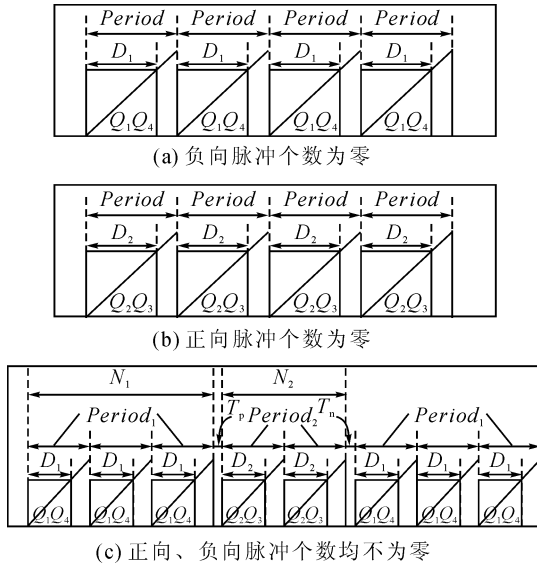 Period Period Period Period
D₁ D₁ D₁ D₁
Q₁Q₄ Q₁Q₄ Q₁Q₄ Q₁Q₄
(a) 负向脉冲个数为零
Period Period Period Period
D₂ D₂ D₂ D₂
Q₂Q₃ Q₂Q₃ Q₂Q₃ Q₂Q₃
(b) 正向脉冲个数为零
N₁ N₂
Period₁ Tₚ Period₂ Tₙ Period₁
D₁ D₁ D₁ D₂ D₂ D₁ D₁ D₁
Q₁Q₄ Q₁Q₄ Q₁Q₄ Q₂Q₃ Q₂Q₃ Q₁Q₄ Q₁Q₄ Q₁Q₄
(c) 正向、负向脉冲个数均不为零